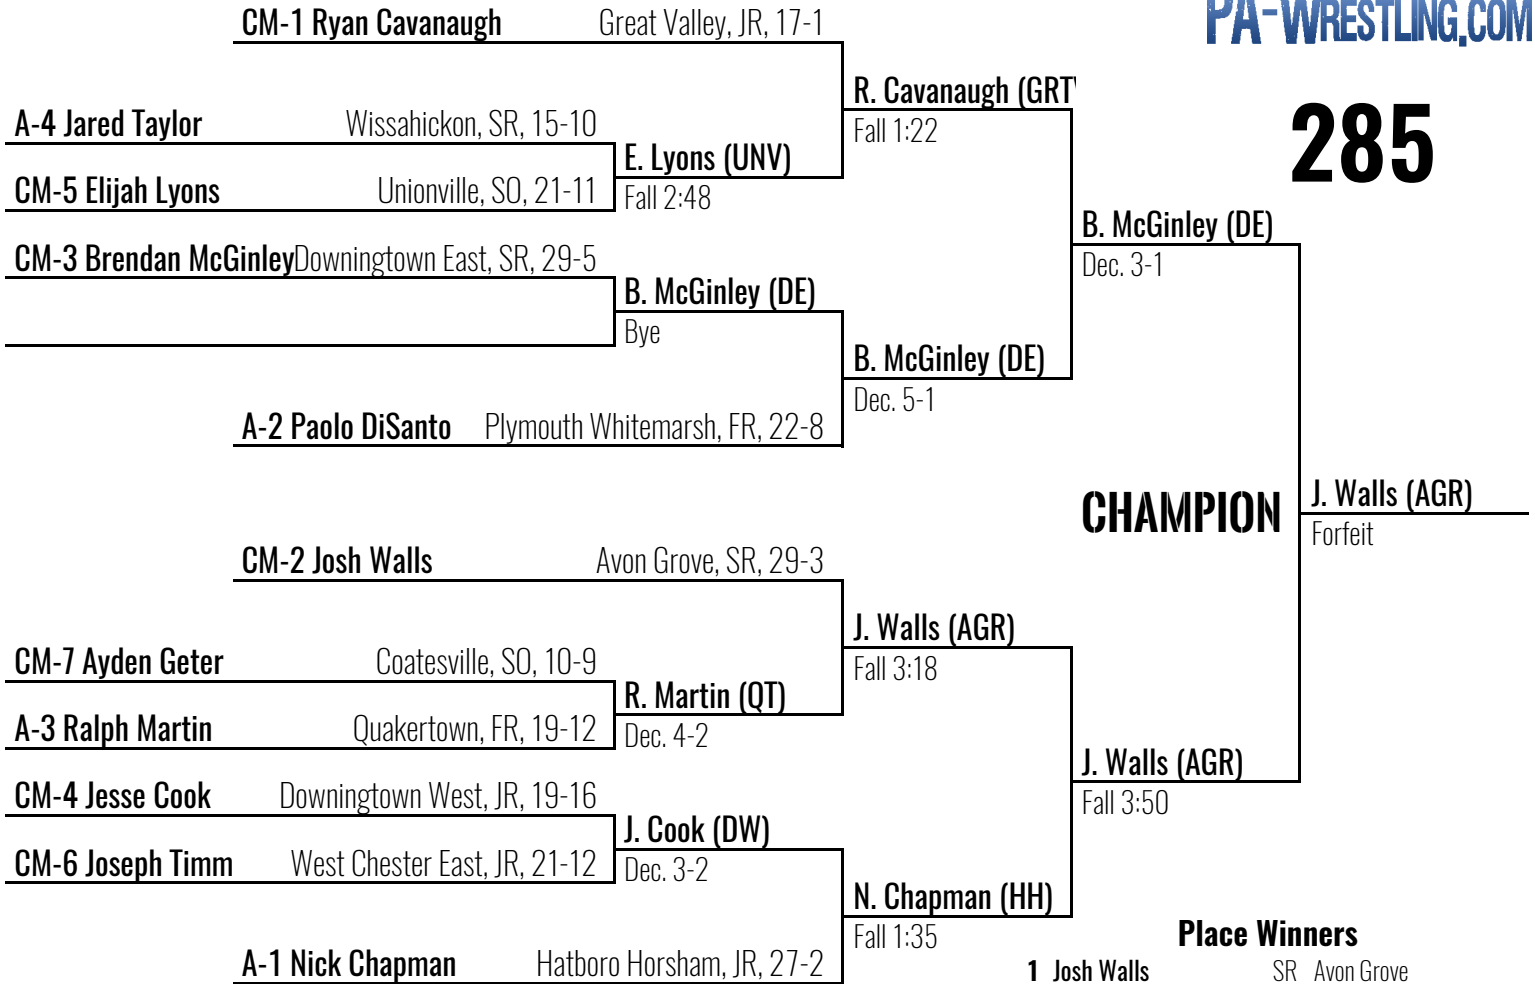 PA-WRESTLING.COM
285
CM-1 Ryan Cavanaugh Great Valley, JR, 17-1
R. Cavanaugh (GRT
Fall 1:22
A-4 Jared Taylor Wissahickon, SR, 15-10
E. Lyons (UNV)
CM-5 Elijah Lyons Unionville, SO, 21-11
Fall 2:48
B. McGinley (DE)
Dec. 3-1
CM-3 Brendan McGinley Downingtown East, SR, 29-5
B. McGinley (DE)
Bye
B. McGinley (DE)
Dec. 5-1
A-2 Paolo DiSanto Plymouth Whitemarsh, FR, 22-8
CHAMPION
J. Walls (AGR)
Forfeit
CM-2 Josh Walls Avon Grove, SR, 29-3
J. Walls (AGR)
Fall 3:18
CM-7 Ayden Geter Coatesville, SO, 10-9
R. Martin (QT)
A-3 Ralph Martin Quakertown, FR, 19-12
Dec. 4-2
J. Walls (AGR)
Fall 3:50
CM-4 Jesse Cook Downingtown West, JR, 19-16
J. Cook (DW)
CM-6 Joseph Timm West Chester East, JR, 21-12
Dec. 3-2
N. Chapman (HH)
Fall 1:35
A-1 Nick Chapman Hatboro Horsham, JR, 27-2
Place Winners
1 Josh Walls SR Avon Grove